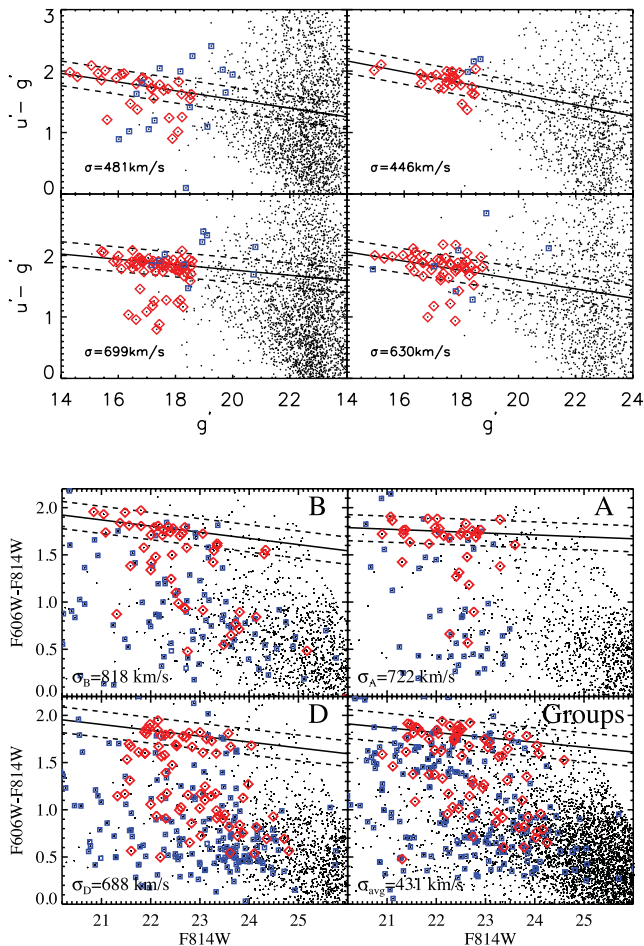 3
2
1
0
u' − g'
σ=481km/s
σ=446km/s
2
1
0
u' − g'
σ=699km/s
σ=630km/s
14 16 18 20 22 14 16 18 20 22 24
g' g'
2.0
1.5
1.0
0.5
0.0
F606W-F814W
B
A
σB=818 km/s
σA=722 km/s
2.0
1.5
1.0
0.5
0.0
F606W-F814W
D
Groups
σD=688 km/s
σavg=431 km/s
21 22 23 24 25 21 22 23 24 25 26
F814W F814W